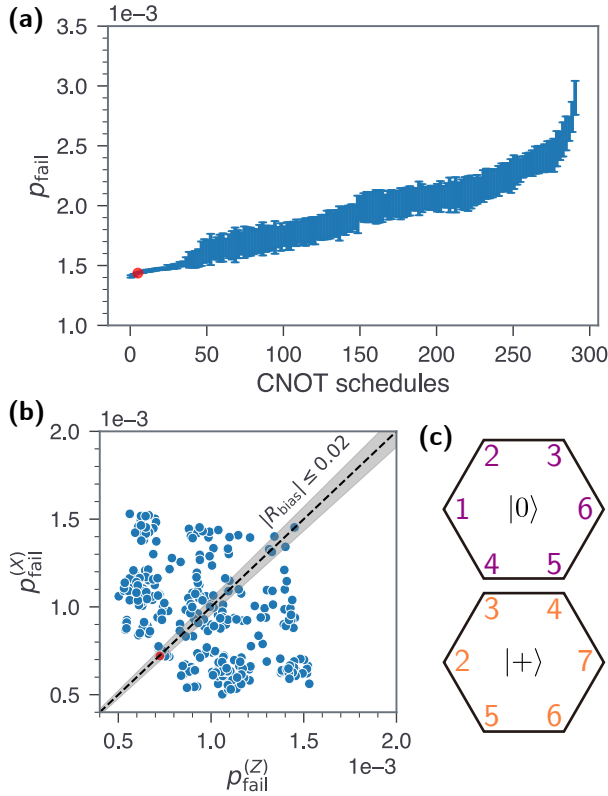 (a)
1e−3
p_fail
3.5
3.0
2.5
2.0
1.5
1.0
0 50 100 150 200 250 300
CNOT schedules
(b)
1e−3
p_fail^(X)
2.0
1.5
1.0
0.5
|R_bias| ≤ 0.02
0.5 1.0 1.5 2.0
p_fail^(Z)
1e−3
(c)
2 3
1 |0⟩ 6
4 5
3 4
2 |+⟩ 7
5 6